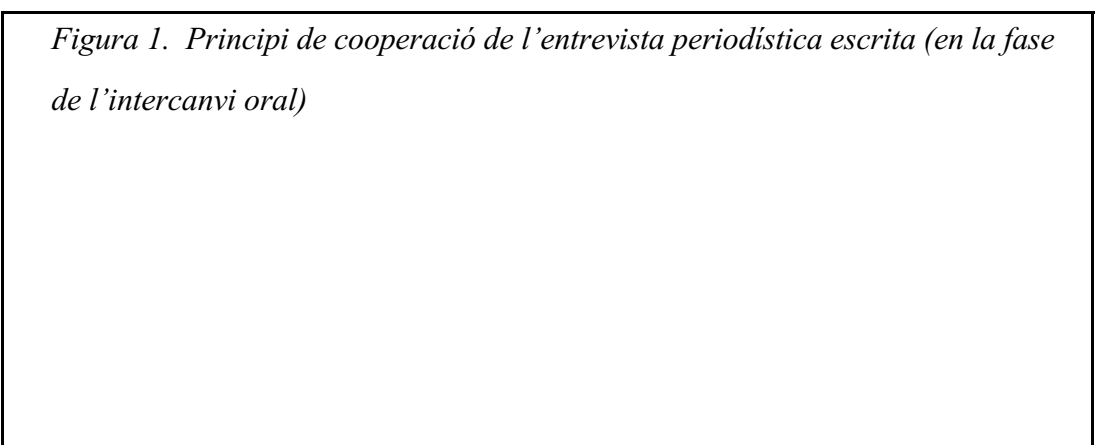 Figura 1.  Principi de cooperació de l’entrevista periodística escrita (en la fase
de l’intercanvi oral)